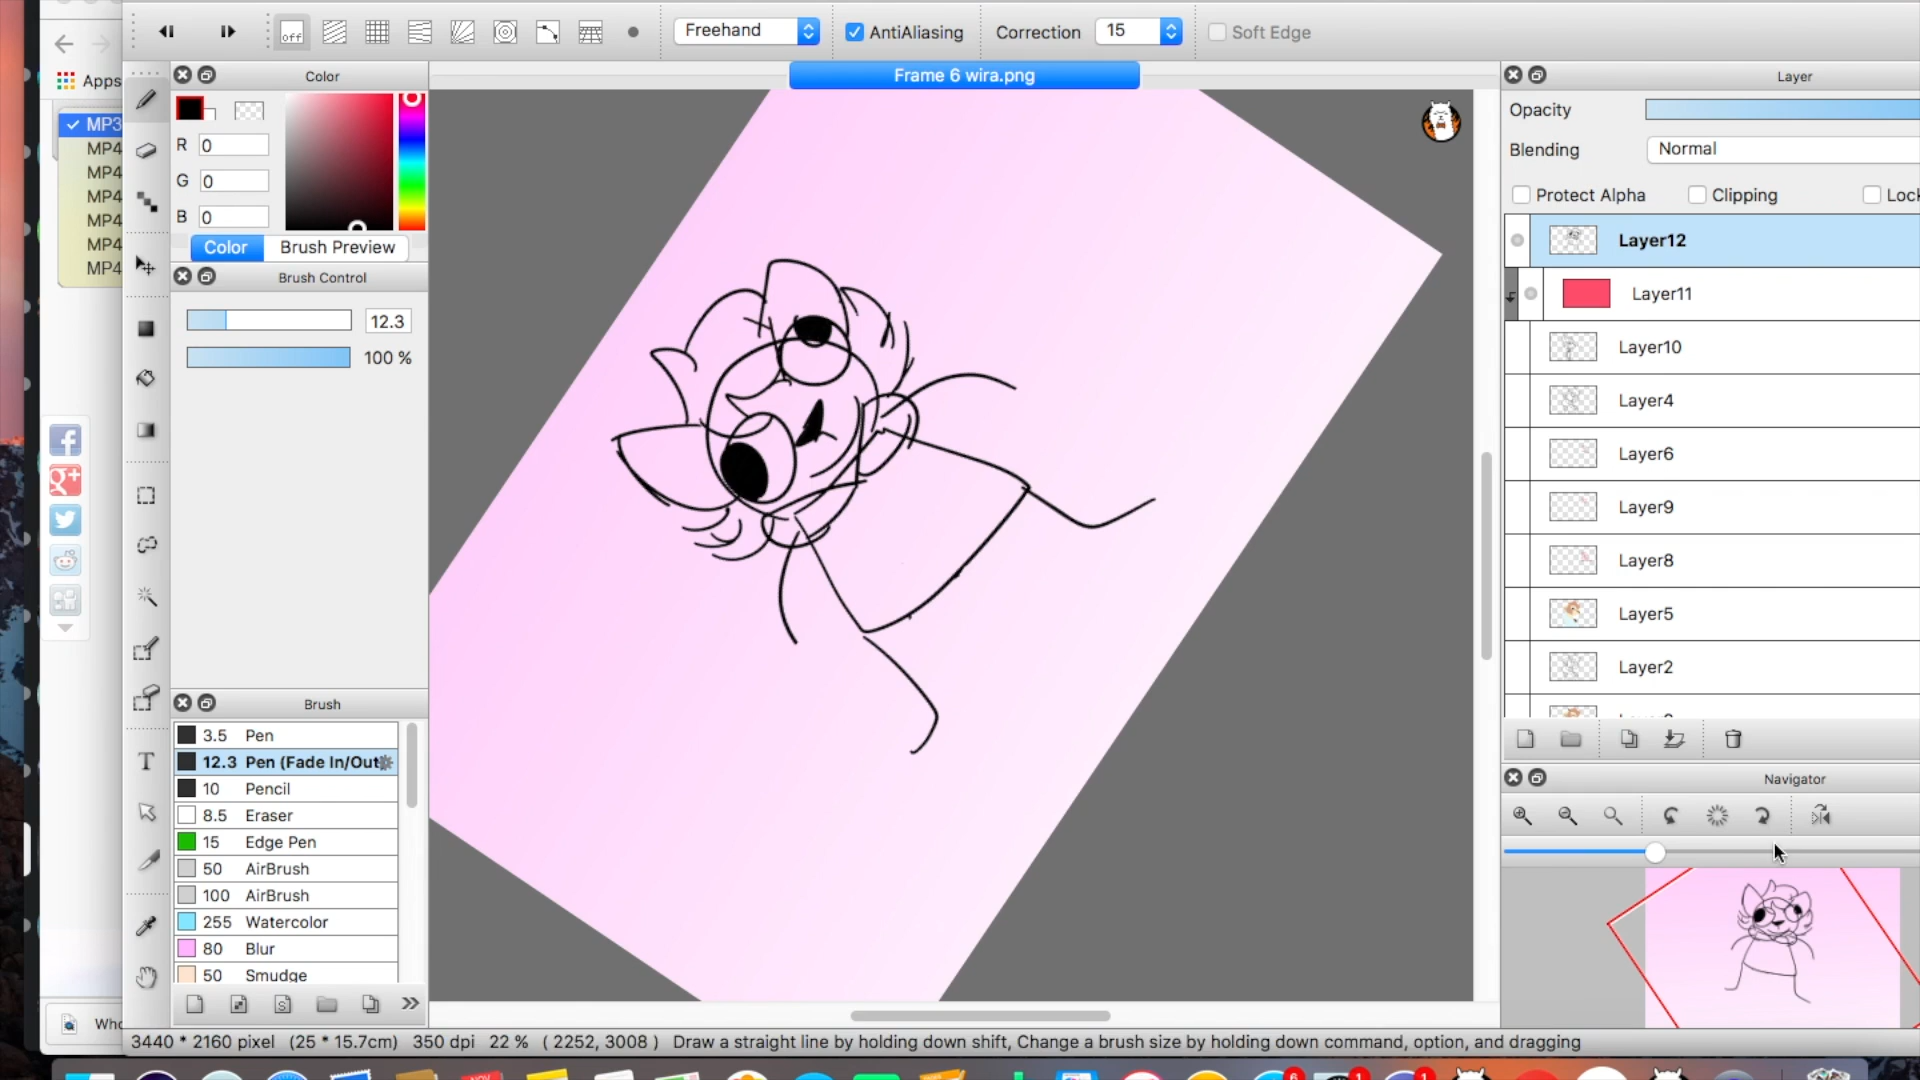 off
Freehand
AntiAliasing
Correction
15
Soft Edge
Apps
MP3
MP4
MP4
MP4
MP4
MP4
MP4
Color
R 0
G 0
B 0
Color
Brush Preview
Brush Control
12.3
100 %
Brush
3.5 Pen
12.3 Pen (Fade In/Out
10 Pencil
8.5 Eraser
15 Edge Pen
50 AirBrush
100 AirBrush
255 Watercolor
80 Blur
50 Smudge
Frame 6 wira.png
Layer
Opacity
Blending
Normal
Protect Alpha
Clipping
Lock
Layer12
Layer11
Layer10
Layer4
Layer6
Layer9
Layer8
Layer5
Layer2
Navigator
T
3440 * 2160 pixel (25 * 15.7cm) 350 dpi 22 % ( 2252, 3008 ) Draw a straight line by holding down shift, Change a brush size by holding down command, option, and dragging
NOV
6
1
1